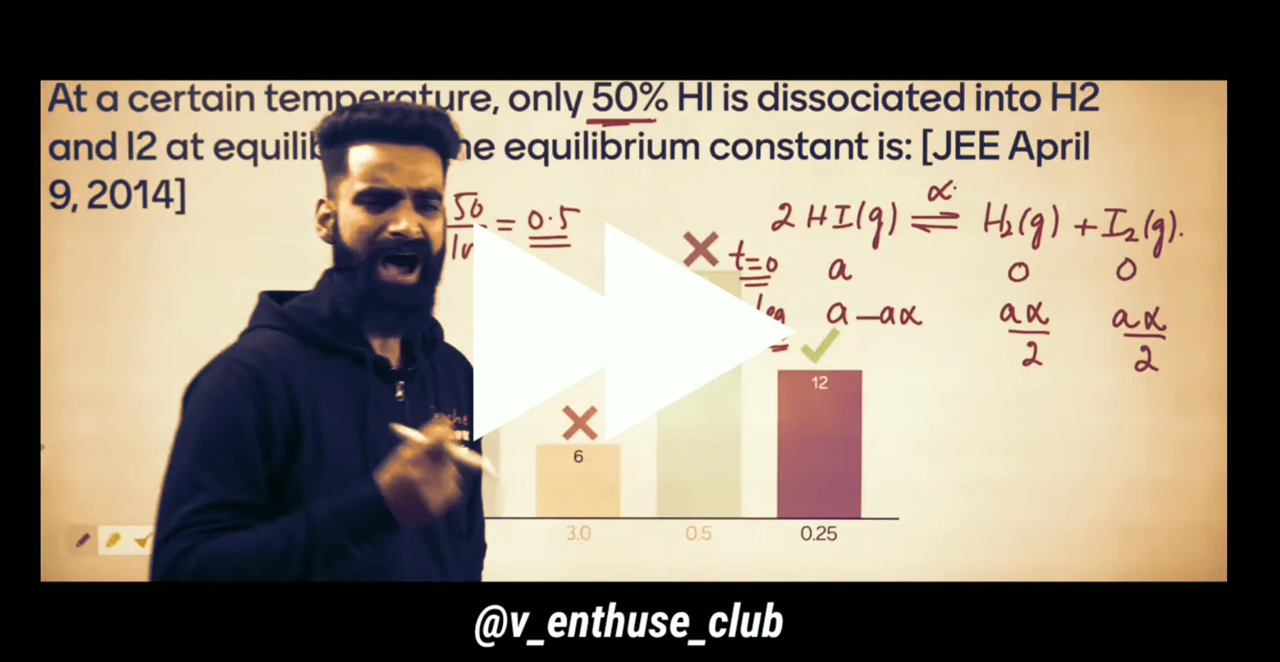 At a certain temperature, only 50% HI is dissociated into H2
and I2 at equilib he equilibrium constant is: [JEE April
9, 2014]
50 = 0.5
2HI(g) ⇌ H₂(g) + I₂(g).
α
t=0 a 0 0
a-aα aα/2 aα/2
12
6
3.0 0.5 0.25
@v_enthuse_club